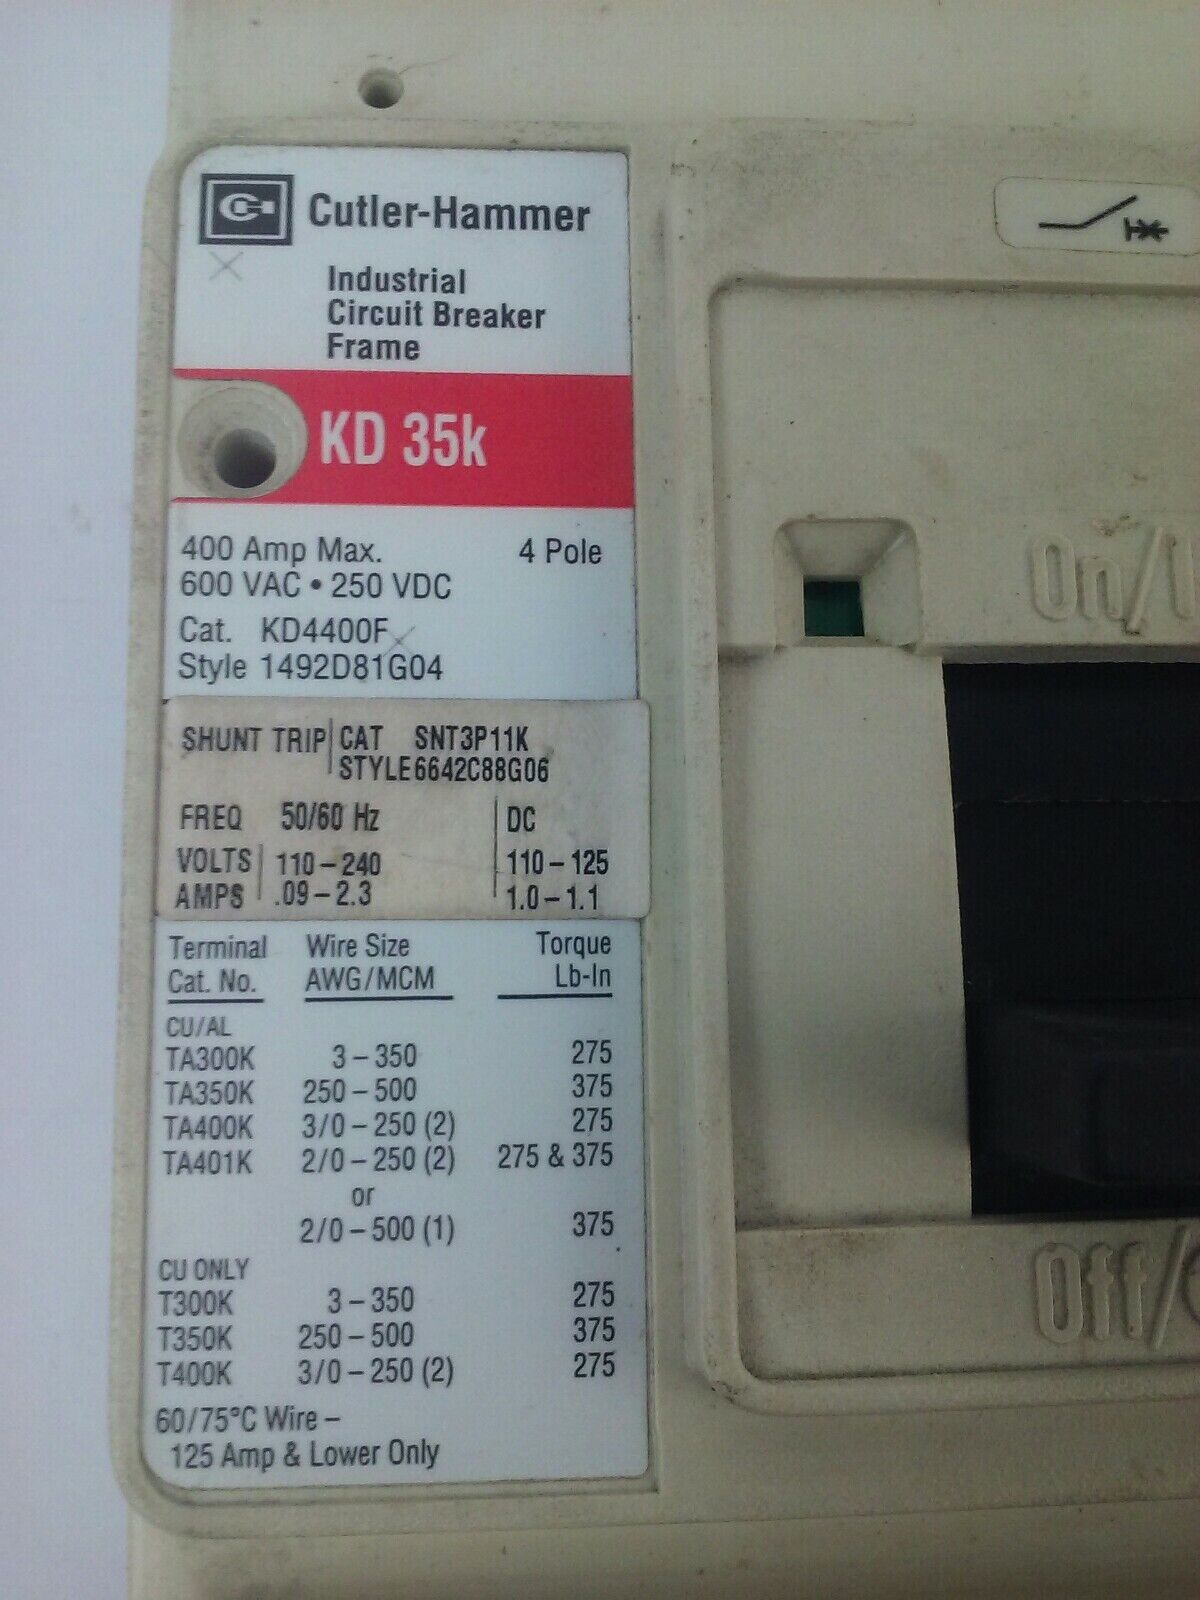 Cutler-Hammer
Industrial
Circuit Breaker
Frame
KD 35k
400 Amp Max. 4 Pole
600 VAC • 250 VDC
Cat. KD4400F
Style 1492D81G04
SHUNT TRIP CAT SNT3P11K
STYLE 6642C88G06
FREQ 50/60 Hz DC
VOLTS 110-240 110-125
AMPS .09-2.3 1.0-1.1
Terminal Wire Size Torque
Cat. No. AWG/MCM Lb-In
CU/AL
TA300K 3-350 275
TA350K 250-500 375
TA400K 3/0-250 (2) 275
TA401K 2/0-250 (2) 275 & 375
or
2/0-500 (1) 375
CU ONLY
T300K 3-350 275
T350K 250-500 375
T400K 3/0-250 (2) 275
60/75°C Wire –
125 Amp & Lower Only
On/I
Off/